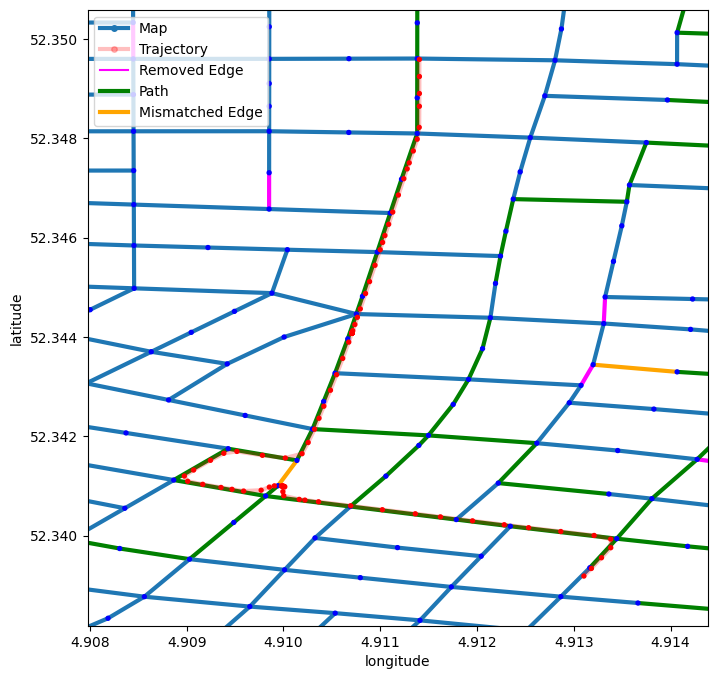 52.350
52.348
52.346
52.344
52.342
52.340
latitude
Map
Trajectory
Removed Edge
Path
Mismatched Edge
4.908 4.909 4.910 4.911 4.912 4.913 4.914
longitude